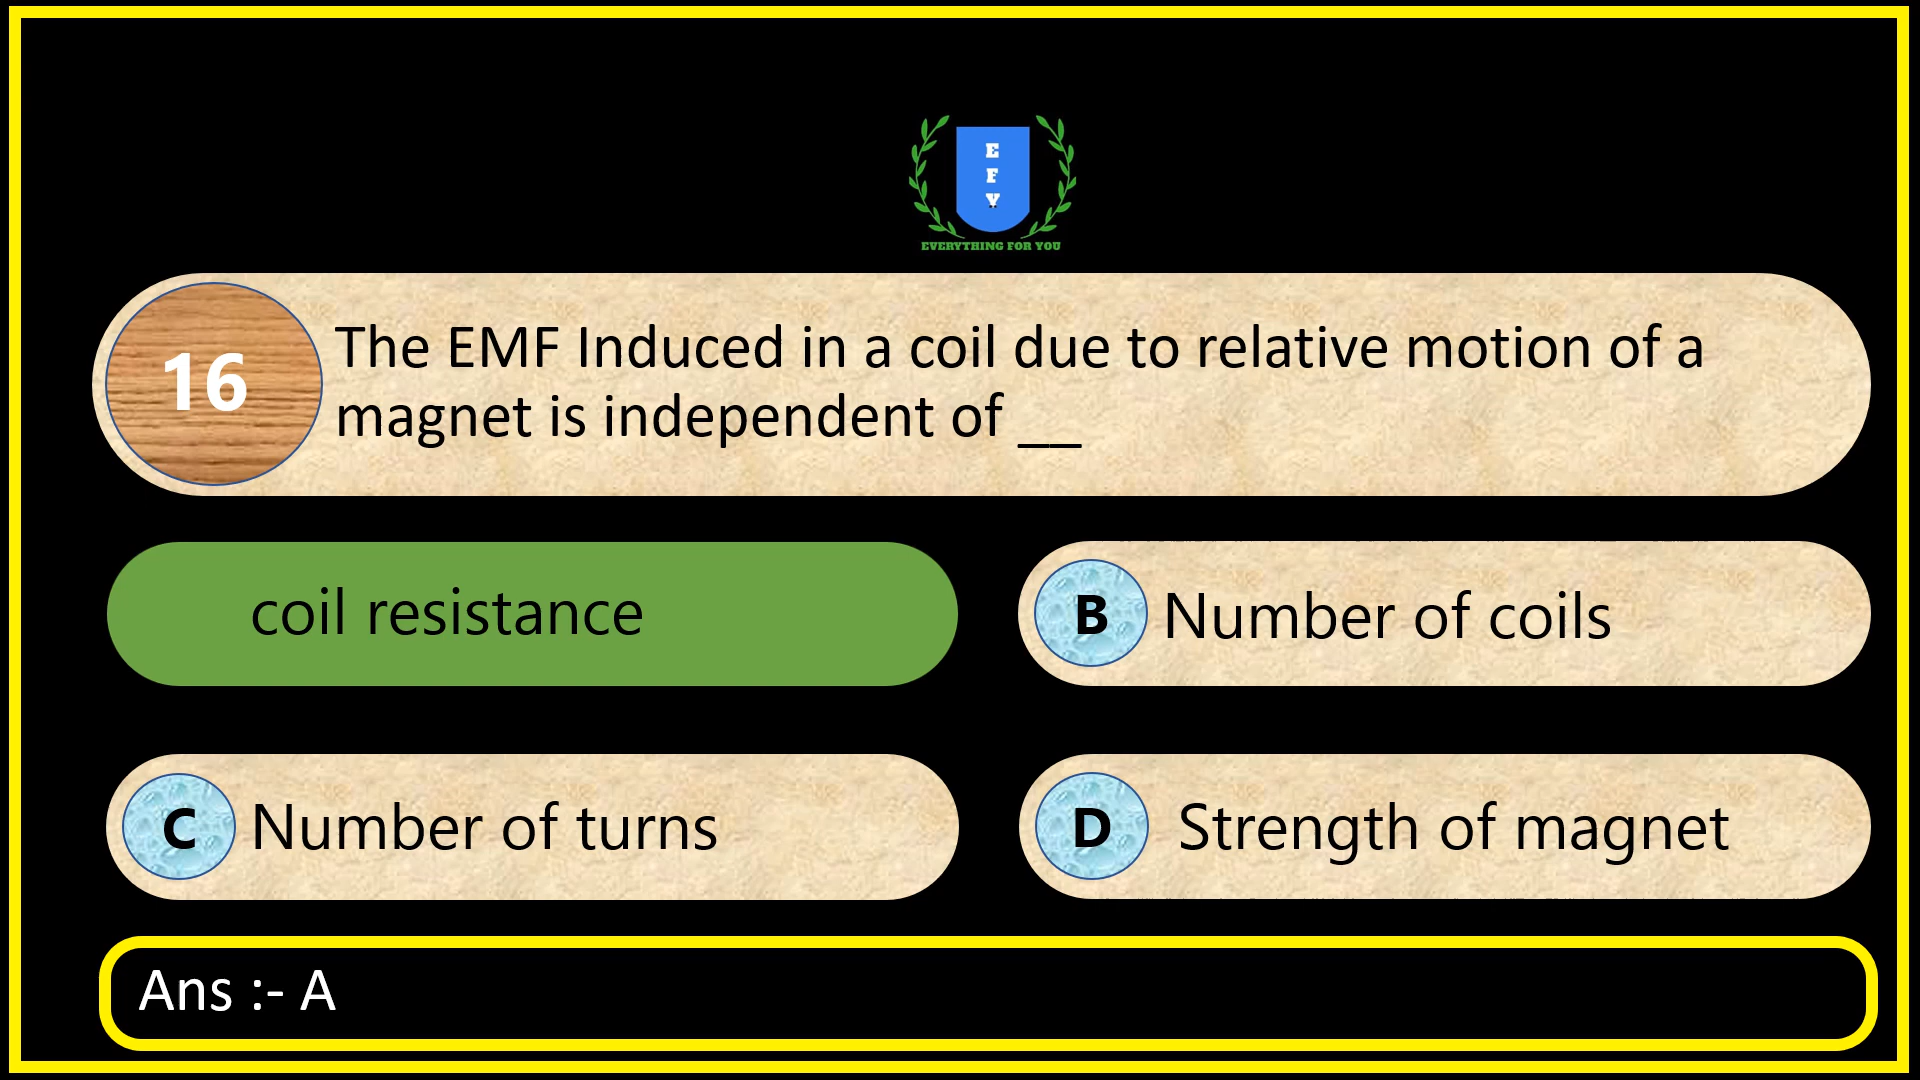 E
F
Y
EVERYTHING FOR YOU
16
The EMF Induced in a coil due to relative motion of a
magnet is independent of __
coil resistance
B Number of coils
C Number of turns
D Strength of magnet
Ans :- A